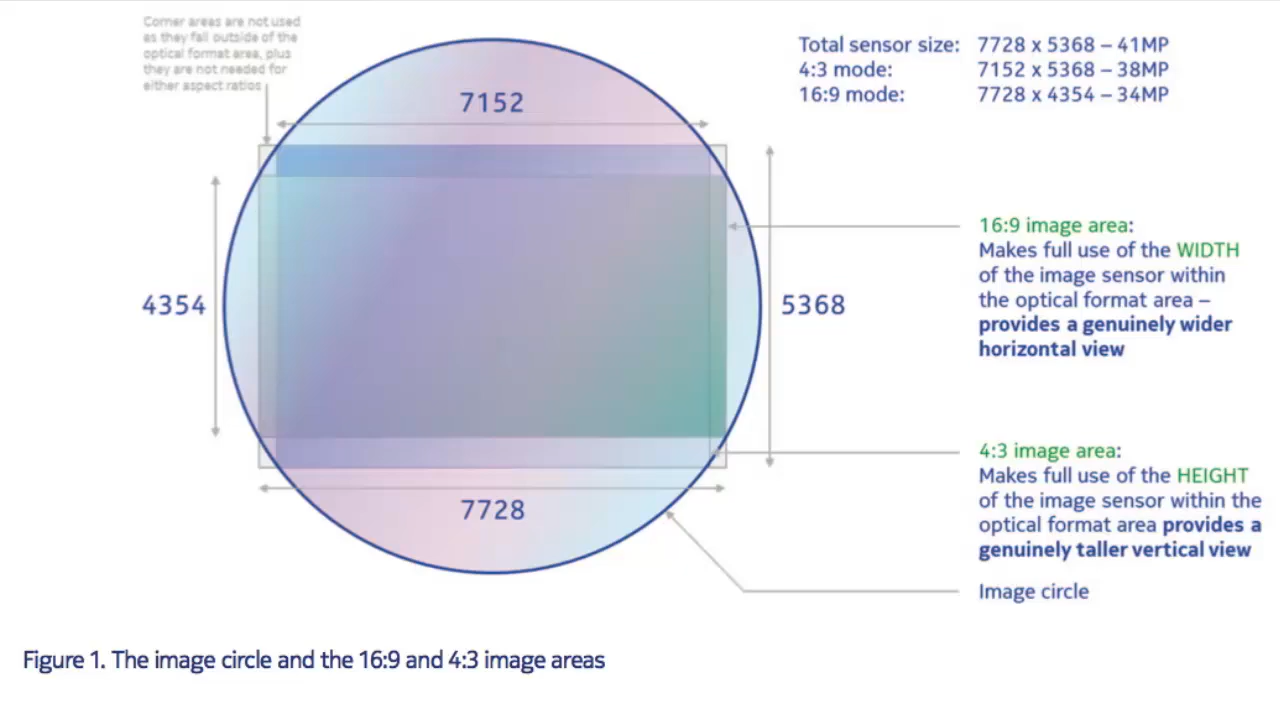 Corner areas are not used
as they fall outside of the
optical format area, plus
they are not needed for
either aspect ratios
7152
Total sensor size: 7728 x 5368 – 41MP
4:3 mode: 7152 x 5368 – 38MP
16:9 mode: 7728 x 4354 – 34MP
16:9 image area:
Makes full use of the WIDTH
of the image sensor within
the optical format area –
provides a genuinely wider
horizontal view
4354
5368
4:3 image area:
Makes full use of the HEIGHT
of the image sensor within the
optical format area provides a
genuinely taller vertical view
7728
Image circle
Figure 1. The image circle and the 16:9 and 4:3 image areas